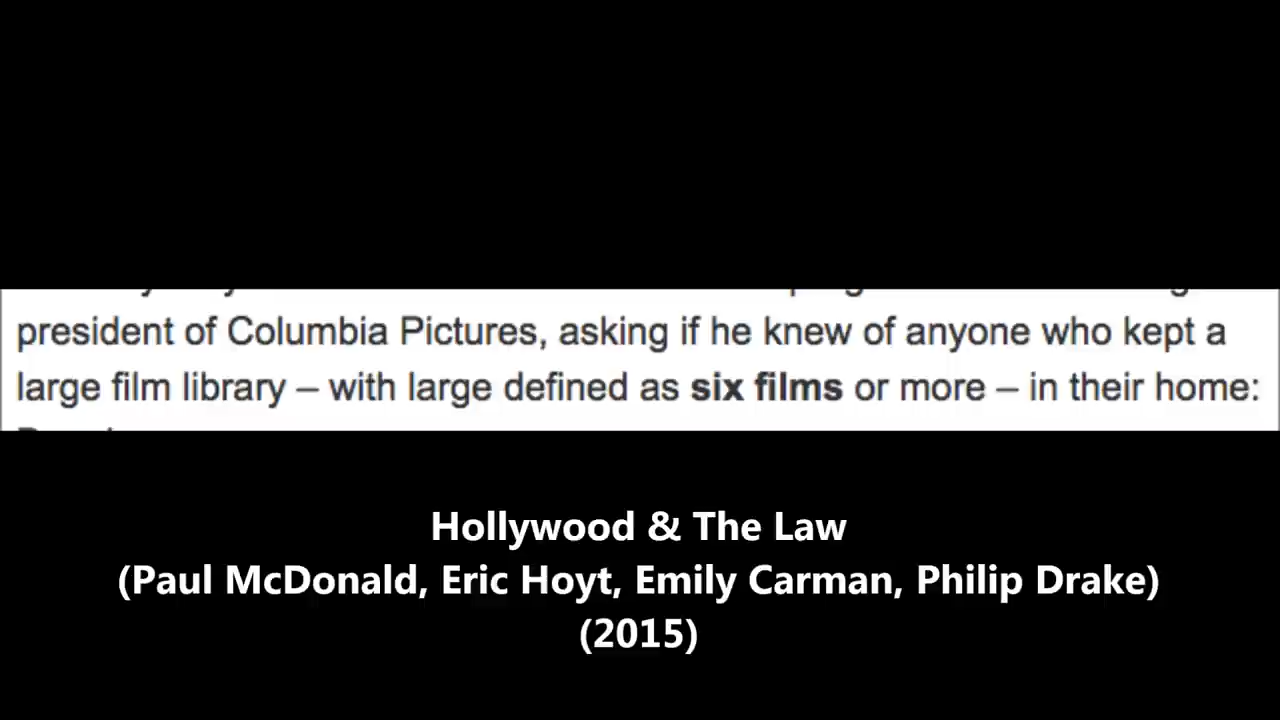 president of Columbia Pictures, asking if he knew of anyone who kept a
large film library – with large defined as six films or more – in their home:
Hollywood & The Law
(Paul McDonald, Eric Hoyt, Emily Carman, Philip Drake)
(2015)